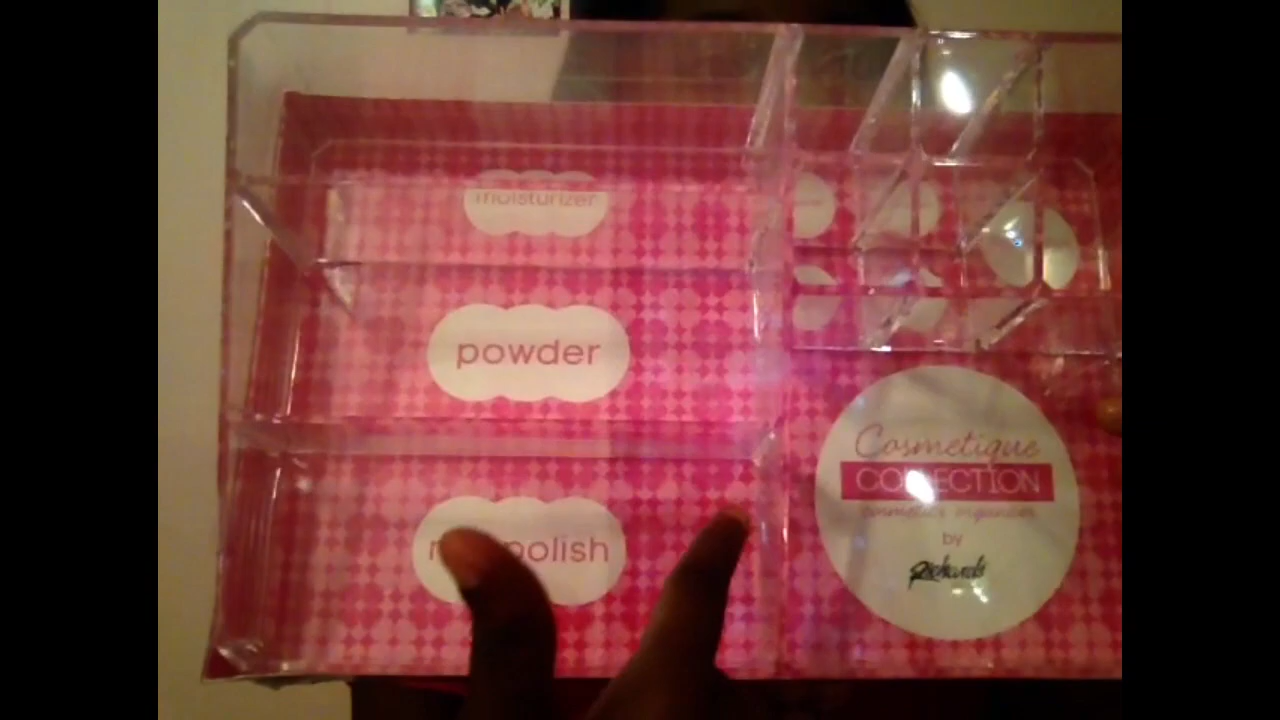 moisturizer
powder
polish
Cosmetique
COLLECTION
cosmetics organizer
by
Richards